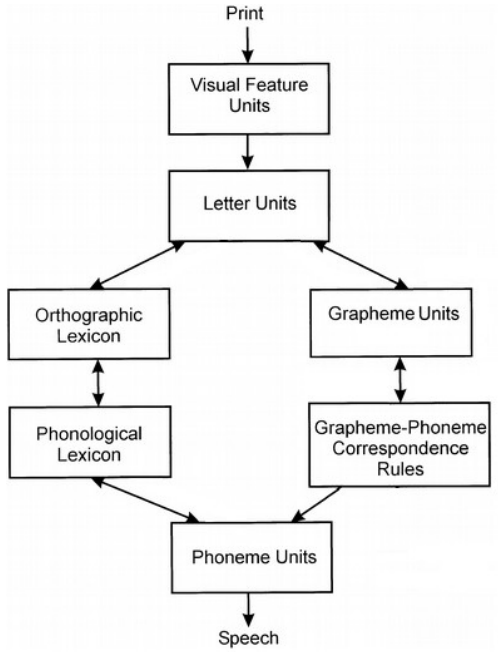 Print
Visual Feature
Units
Letter Units
Orthographic
Lexicon
Grapheme Units
Phonological
Lexicon
Grapheme-Phoneme
Correspondence
Rules
Phoneme Units
Speech